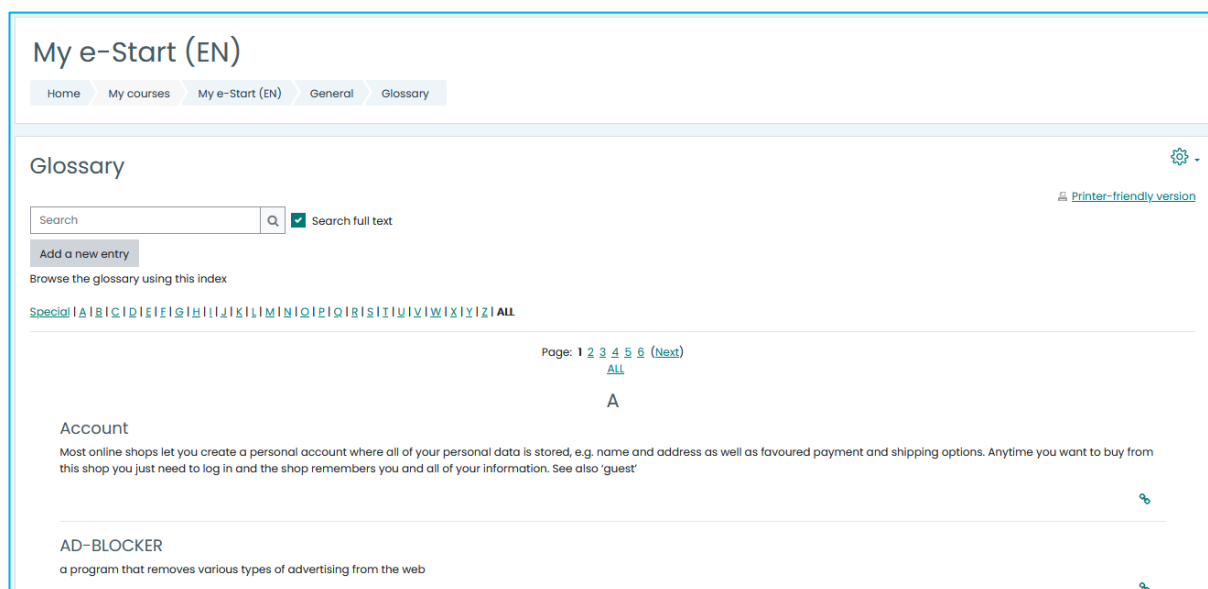 My e-Start (EN)
Home My courses My e-Start (EN) General Glossary
Glossary
Printer-friendly version
Search Search full text
Add a new entry
Browse the glossary using this index
Special | A | B | C | D | E | F | G | H | I | J | K | L | M | N | O | P | Q | R | S | T | U | V | W | X | Y | Z | ALL
Page: 1 2 3 4 5 6 (Next)
ALL
A
Account
Most online shops let you create a personal account where all of your personal data is stored, e.g. name and address as well as favoured payment and shipping options. Anytime you want to buy from
this shop you just need to log in and the shop remembers you and all of your information. See also ‘guest’
AD-BLOCKER
a program that removes various types of advertising from the web